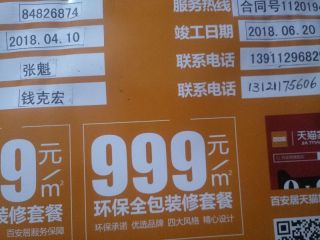 84826874
服务热线
合同号112019
2018.04.10
竣工日期
2018.06.20
张魁
联系电话
1391129682
钱克宏
联系电话
13121175606
9元/㎡
装修套餐
百安居服务保障
999元/㎡
环保全包装修套餐
环保承诺 优选品牌 四大风格 精心设计
天猫
百安居天猫